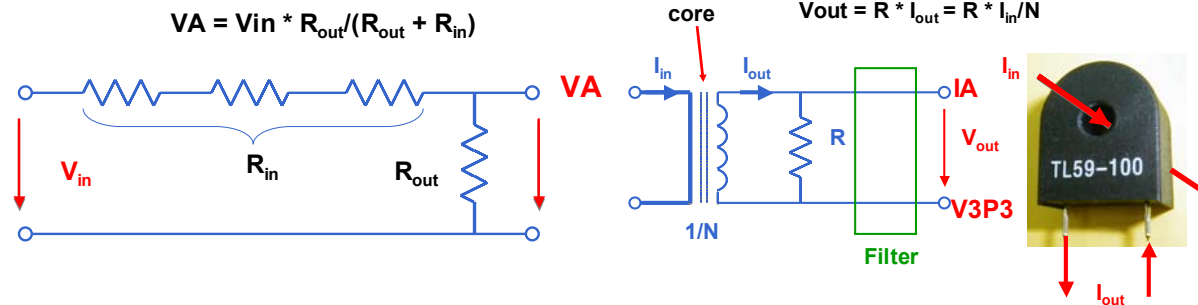 VA = Vin * Rout/(Rout + Rin)
core
Vout = R * Iout = R * Iin/N
Vin
Rin
Rout
VA
Iin
Iout
R
1/N
Filter
IA
Vout
V3P3
Iin
TL59-100
Iout